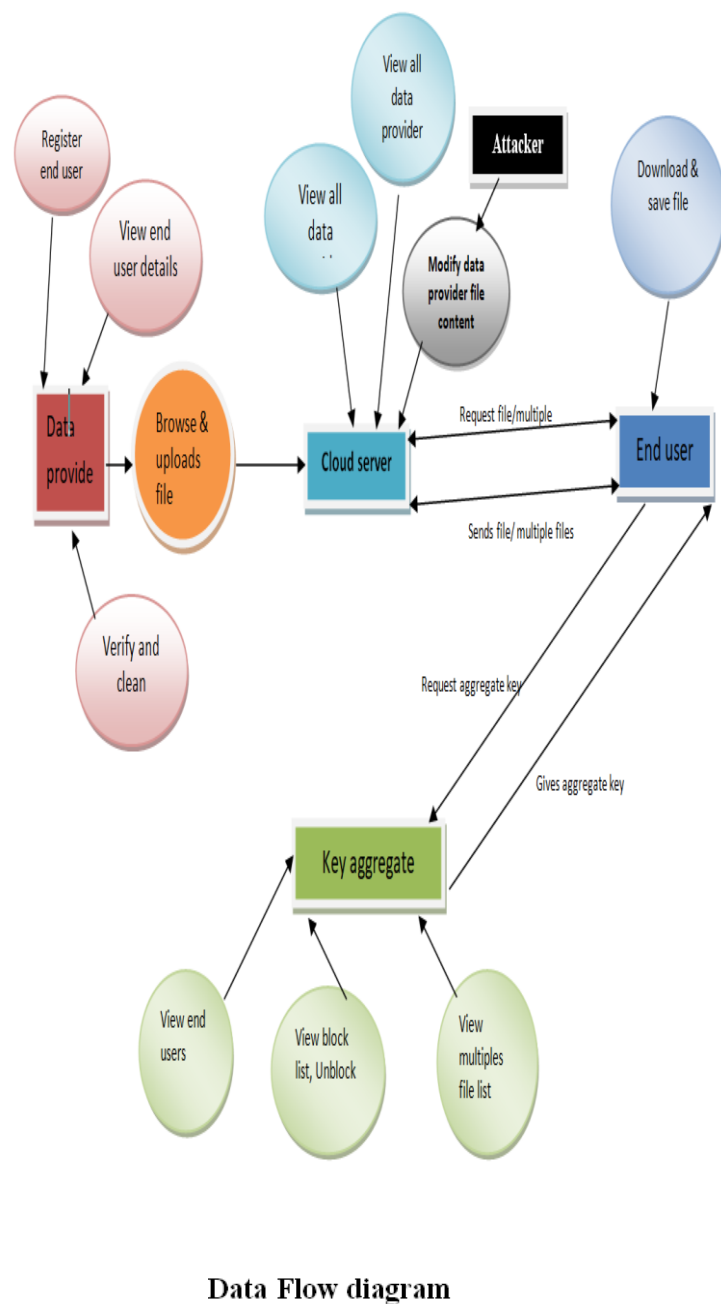 View all
data
provider
Attacker
Register
end user
Download &
save file
View all
data
View end
user details
Modify data
provider file
content
Request file/multiple
Data
provide
Browse &
uploads
file
Cloud server
End user
Sends file/ multiple files
Verify and
clean
Request aggregate key
Gives aggregate key
Key aggregate
View end
users
View block
list, Unblock
View
multiples
file list
Data Flow diagram